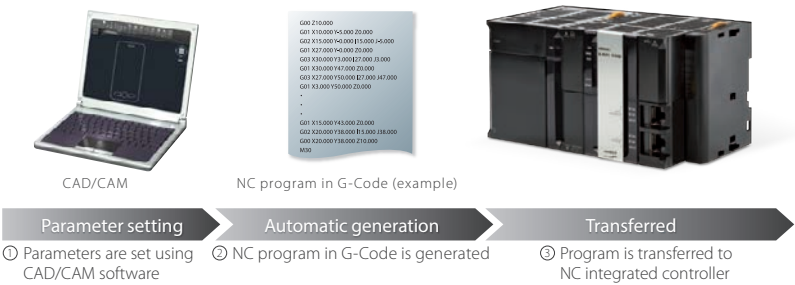 G00 Z10.000
G01 X10.000 Y-5.000 Z0.000
G02 X15.000 Y-0.000 I15.000 J-5.000
G01 X27.000 Y-0.000 Z0.000
G03 X30.000 Y3.000 I27.000 J3.000
G01 X30.000 Y47.000 Z0.000
G03 X27.000 Y50.000 I27.000 J47.000
G01 X3.000 Y50.000 Z0.000
.
.
.
G01 X15.000 Y43.000 Z0.000
G02 X20.000 Y38.000 I15.000 J38.000
G00 X20.000 Y38.000 Z10.000
M30
CAD/CAM
NC program in G-Code (example)
Parameter setting
Automatic generation
Transferred
① Parameters are set using
CAD/CAM software
② NC program in G-Code is generated
③ Program is transferred to
NC integrated controller